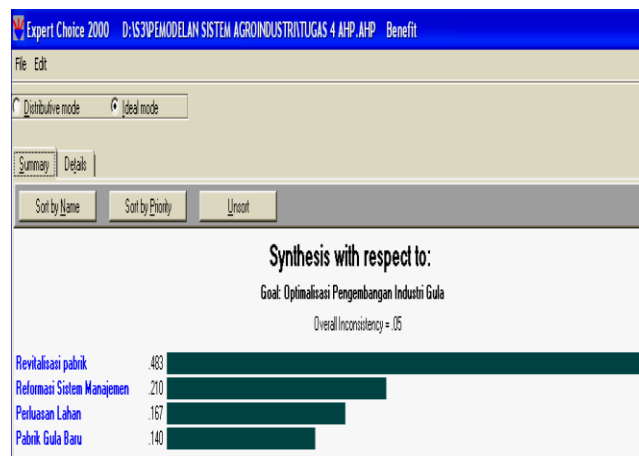 Expert Choice 2000 D:\S3\PEMODELAN SISTEM AGROINDUSTRI\TUGAS 4 AHP.AHP Benefit
File Edit
Distributive mode Ideal mode
Summary Details
Sort by Name Sort by Priority Unsort
Synthesis with respect to:
Goal: Optimalisasi Pengembangan Industri Gula
Overall Inconsistency = .05
Revitalisasi pabrik .483
Reformasi Sistem Manajemen .210
Perluasan Lahan .167
Pabrik Gula Baru .140